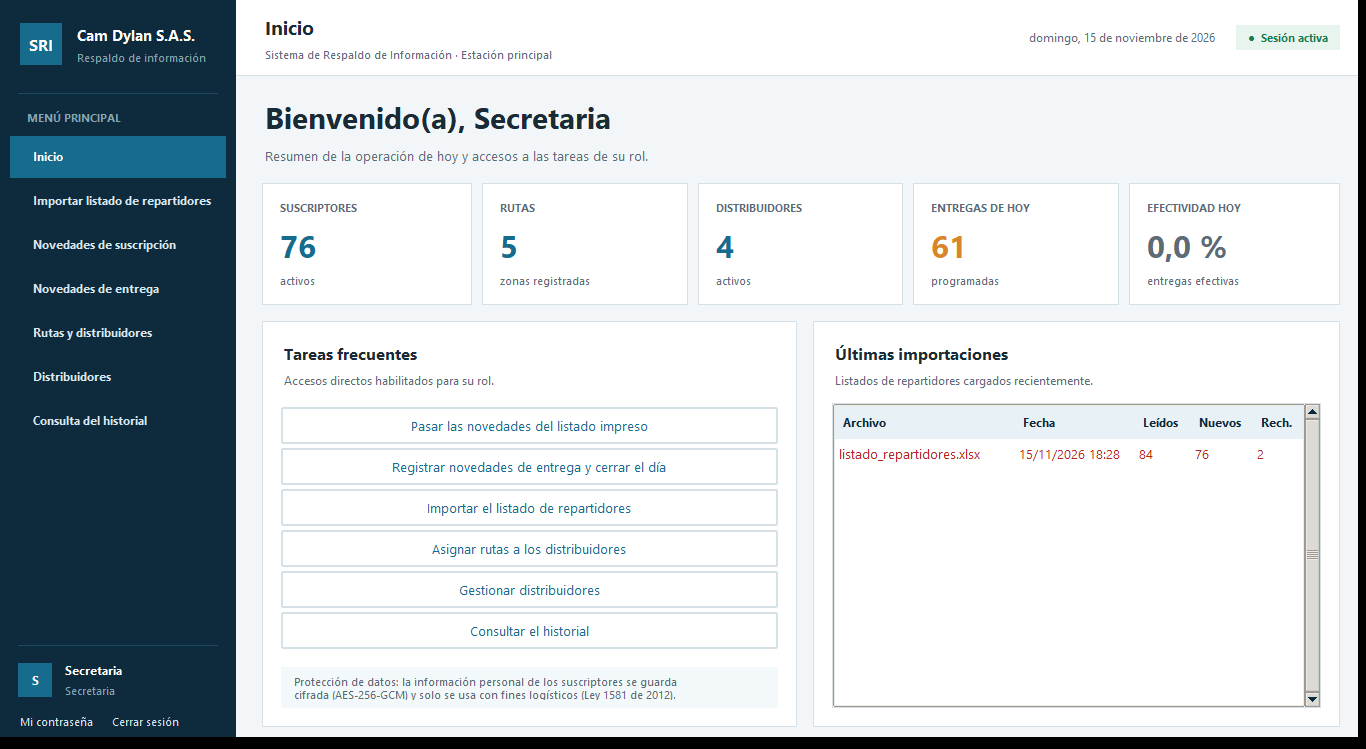 SRI
Cam Dylan S.A.S.
Respaldo de información
MENÚ PRINCIPAL
Inicio
Importar listado de repartidores
Novedades de suscripción
Novedades de entrega
Rutas y distribuidores
Distribuidores
Consulta del historial
S
Secretaria
Secretaria
Mi contraseña Cerrar sesión
Inicio
Sistema de Respaldo de Información · Estación principal
domingo, 15 de noviembre de 2026
● Sesión activa
Bienvenido(a), Secretaria
Resumen de la operación de hoy y accesos a las tareas de su rol.
SUSCRIPTORES
76
activos
RUTAS
5
zonas registradas
DISTRIBUIDORES
4
activos
ENTREGAS DE HOY
61
programadas
EFECTIVIDAD HOY
0,0 %
entregas efectivas
Tareas frecuentes
Accesos directos habilitados para su rol.
Pasar las novedades del listado impreso
Registrar novedades de entrega y cerrar el día
Importar el listado de repartidores
Asignar rutas a los distribuidores
Gestionar distribuidores
Consultar el historial
Protección de datos: la información personal de los suscriptores se guarda
cifrada (AES-256-GCM) y solo se usa con fines logísticos (Ley 1581 de 2012).
Últimas importaciones
Listados de repartidores cargados recientemente.
Archivo Fecha Leídos Nuevos Rech.
listado_repartidores.xlsx 15/11/2026 18:28 84 76 2